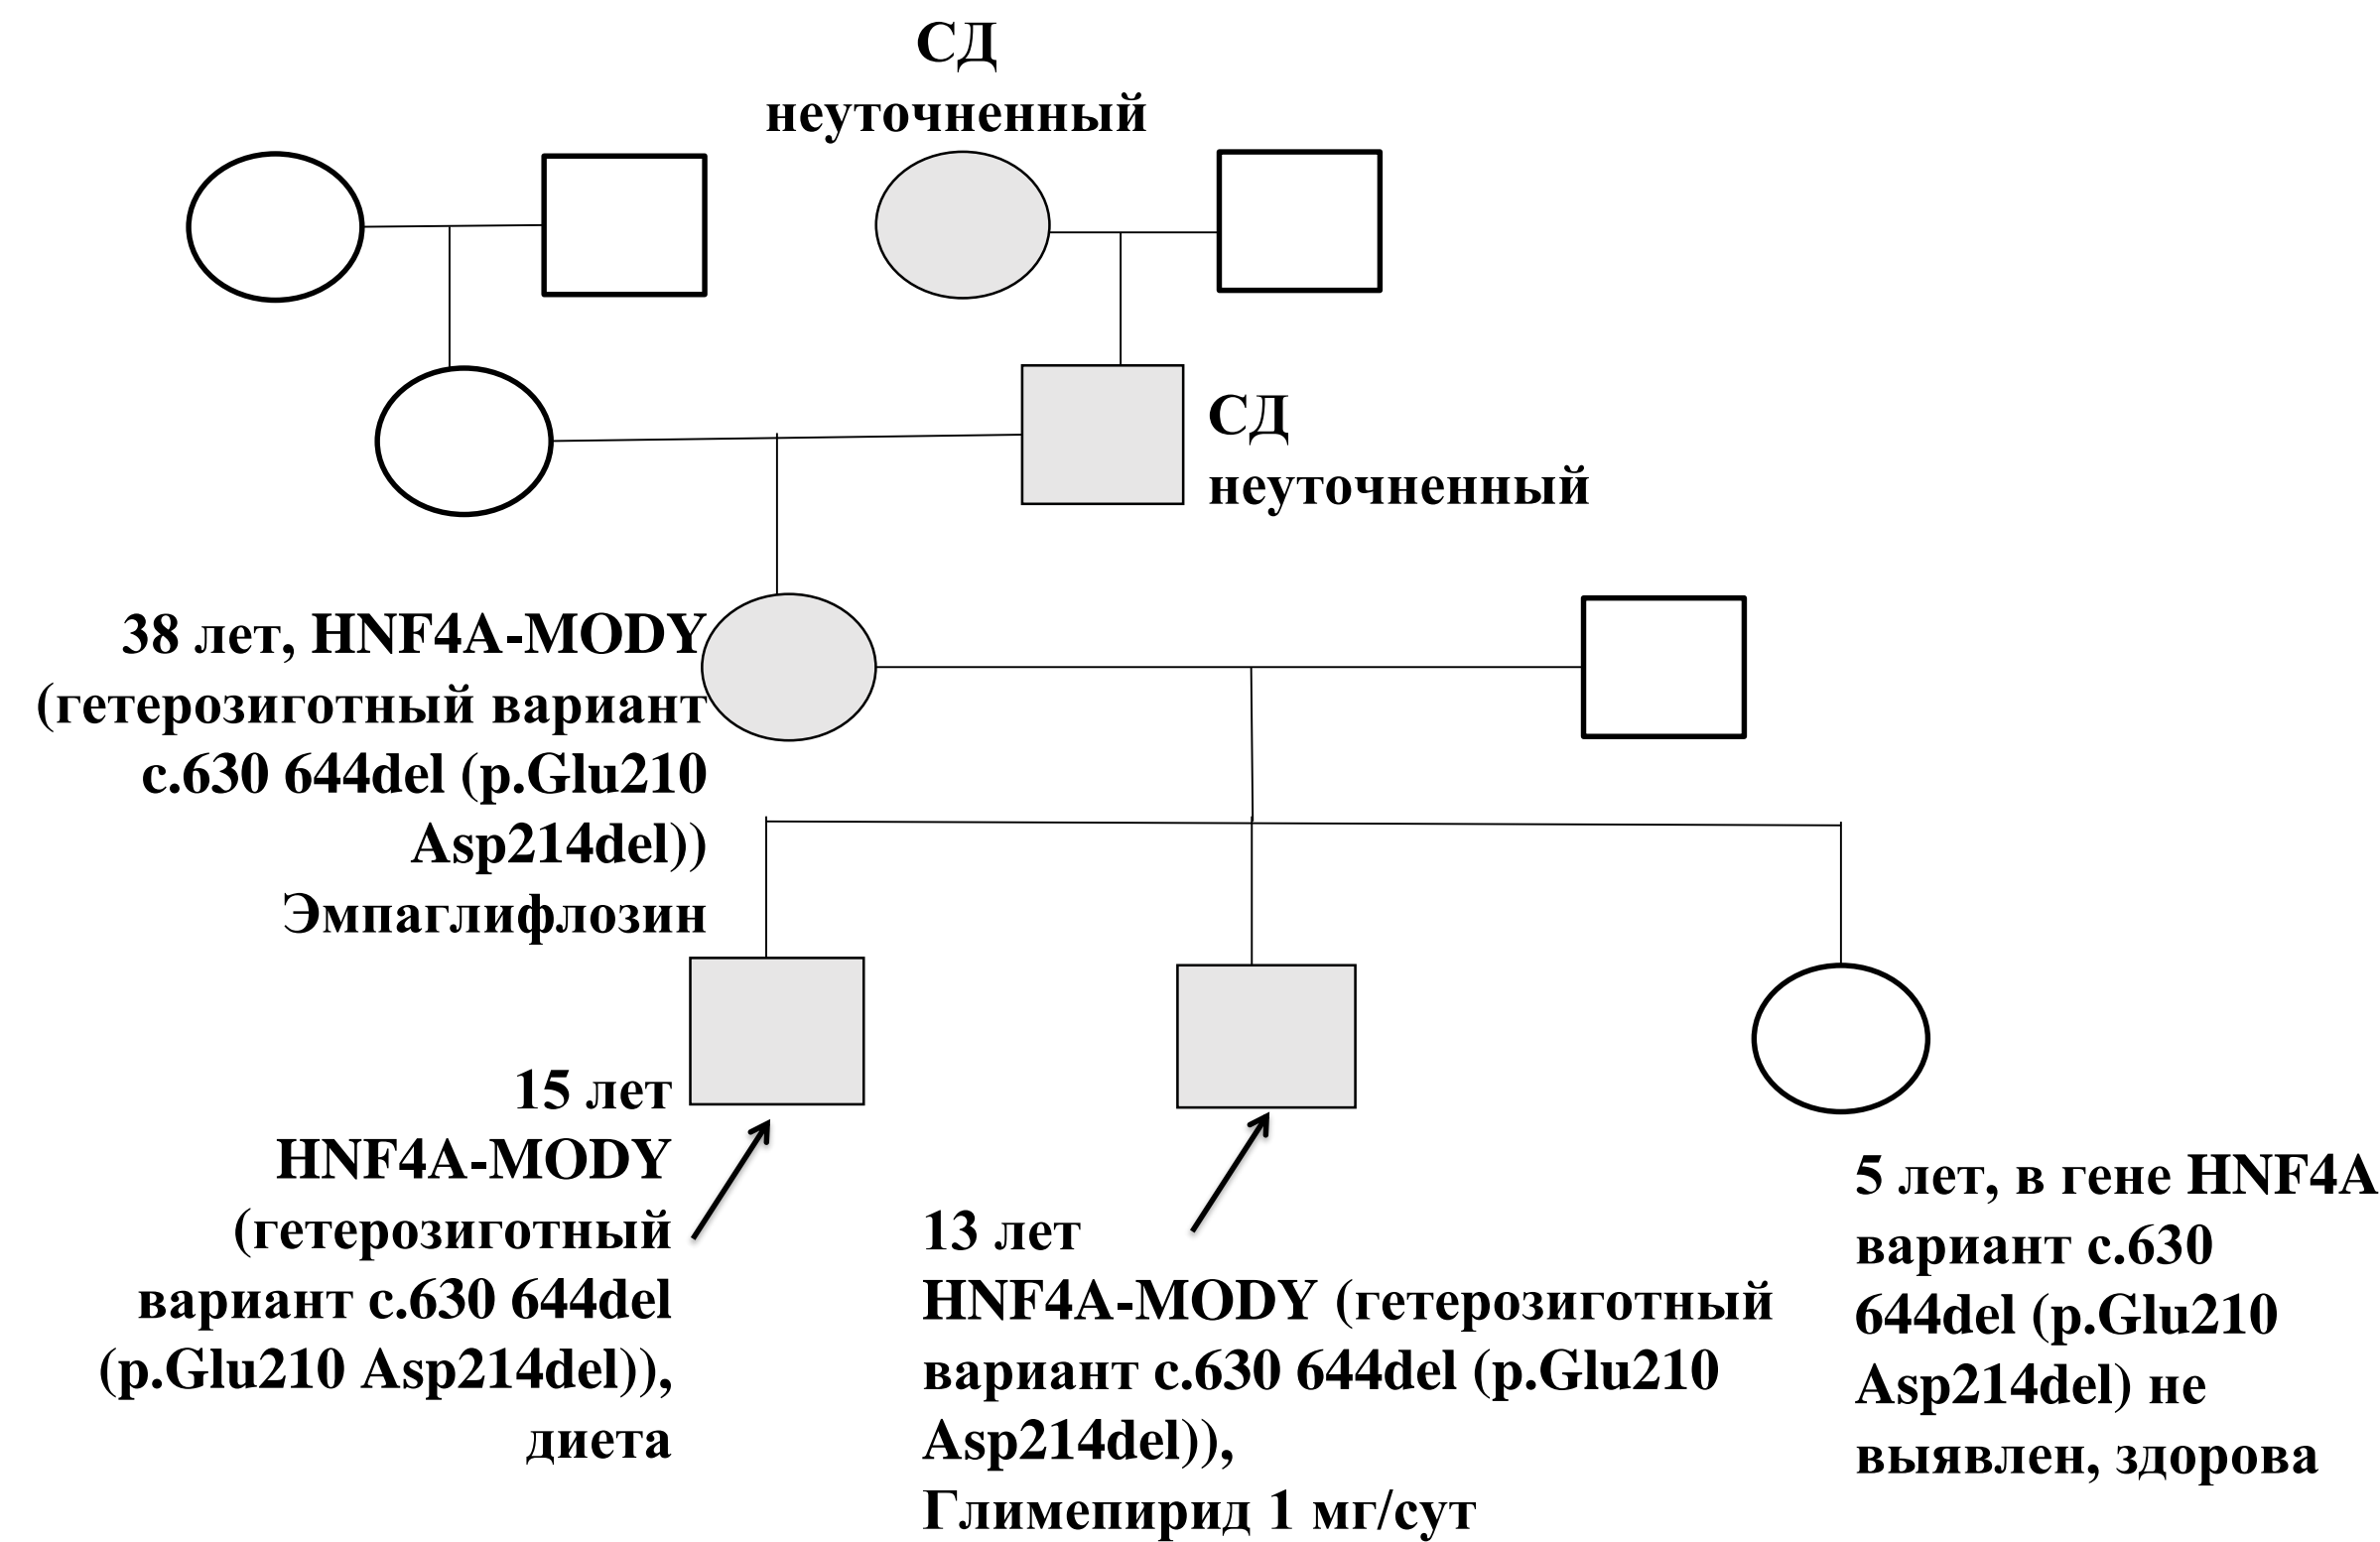 СД
неуточненный
СД
неуточненный
38 лет, HNF4A-MODY
(гетерозиготный вариант
с.630 644del (p.Glu210
Asp214del))
Эмпаглифлозин
15 лет
HNF4A-MODY
(гетерозиготный
вариант с.630 644del
(p.Glu210 Asp214del)),
диета
13 лет
HNF4A-MODY (гетерозиготный
вариант с.630 644del (p.Glu210
Asp214del)),
Глимепирид 1 мг/сут
5 лет, в гене HNF4A
вариант с.630
644del (p.Glu210
Asp214del) не
выявлен, здорова